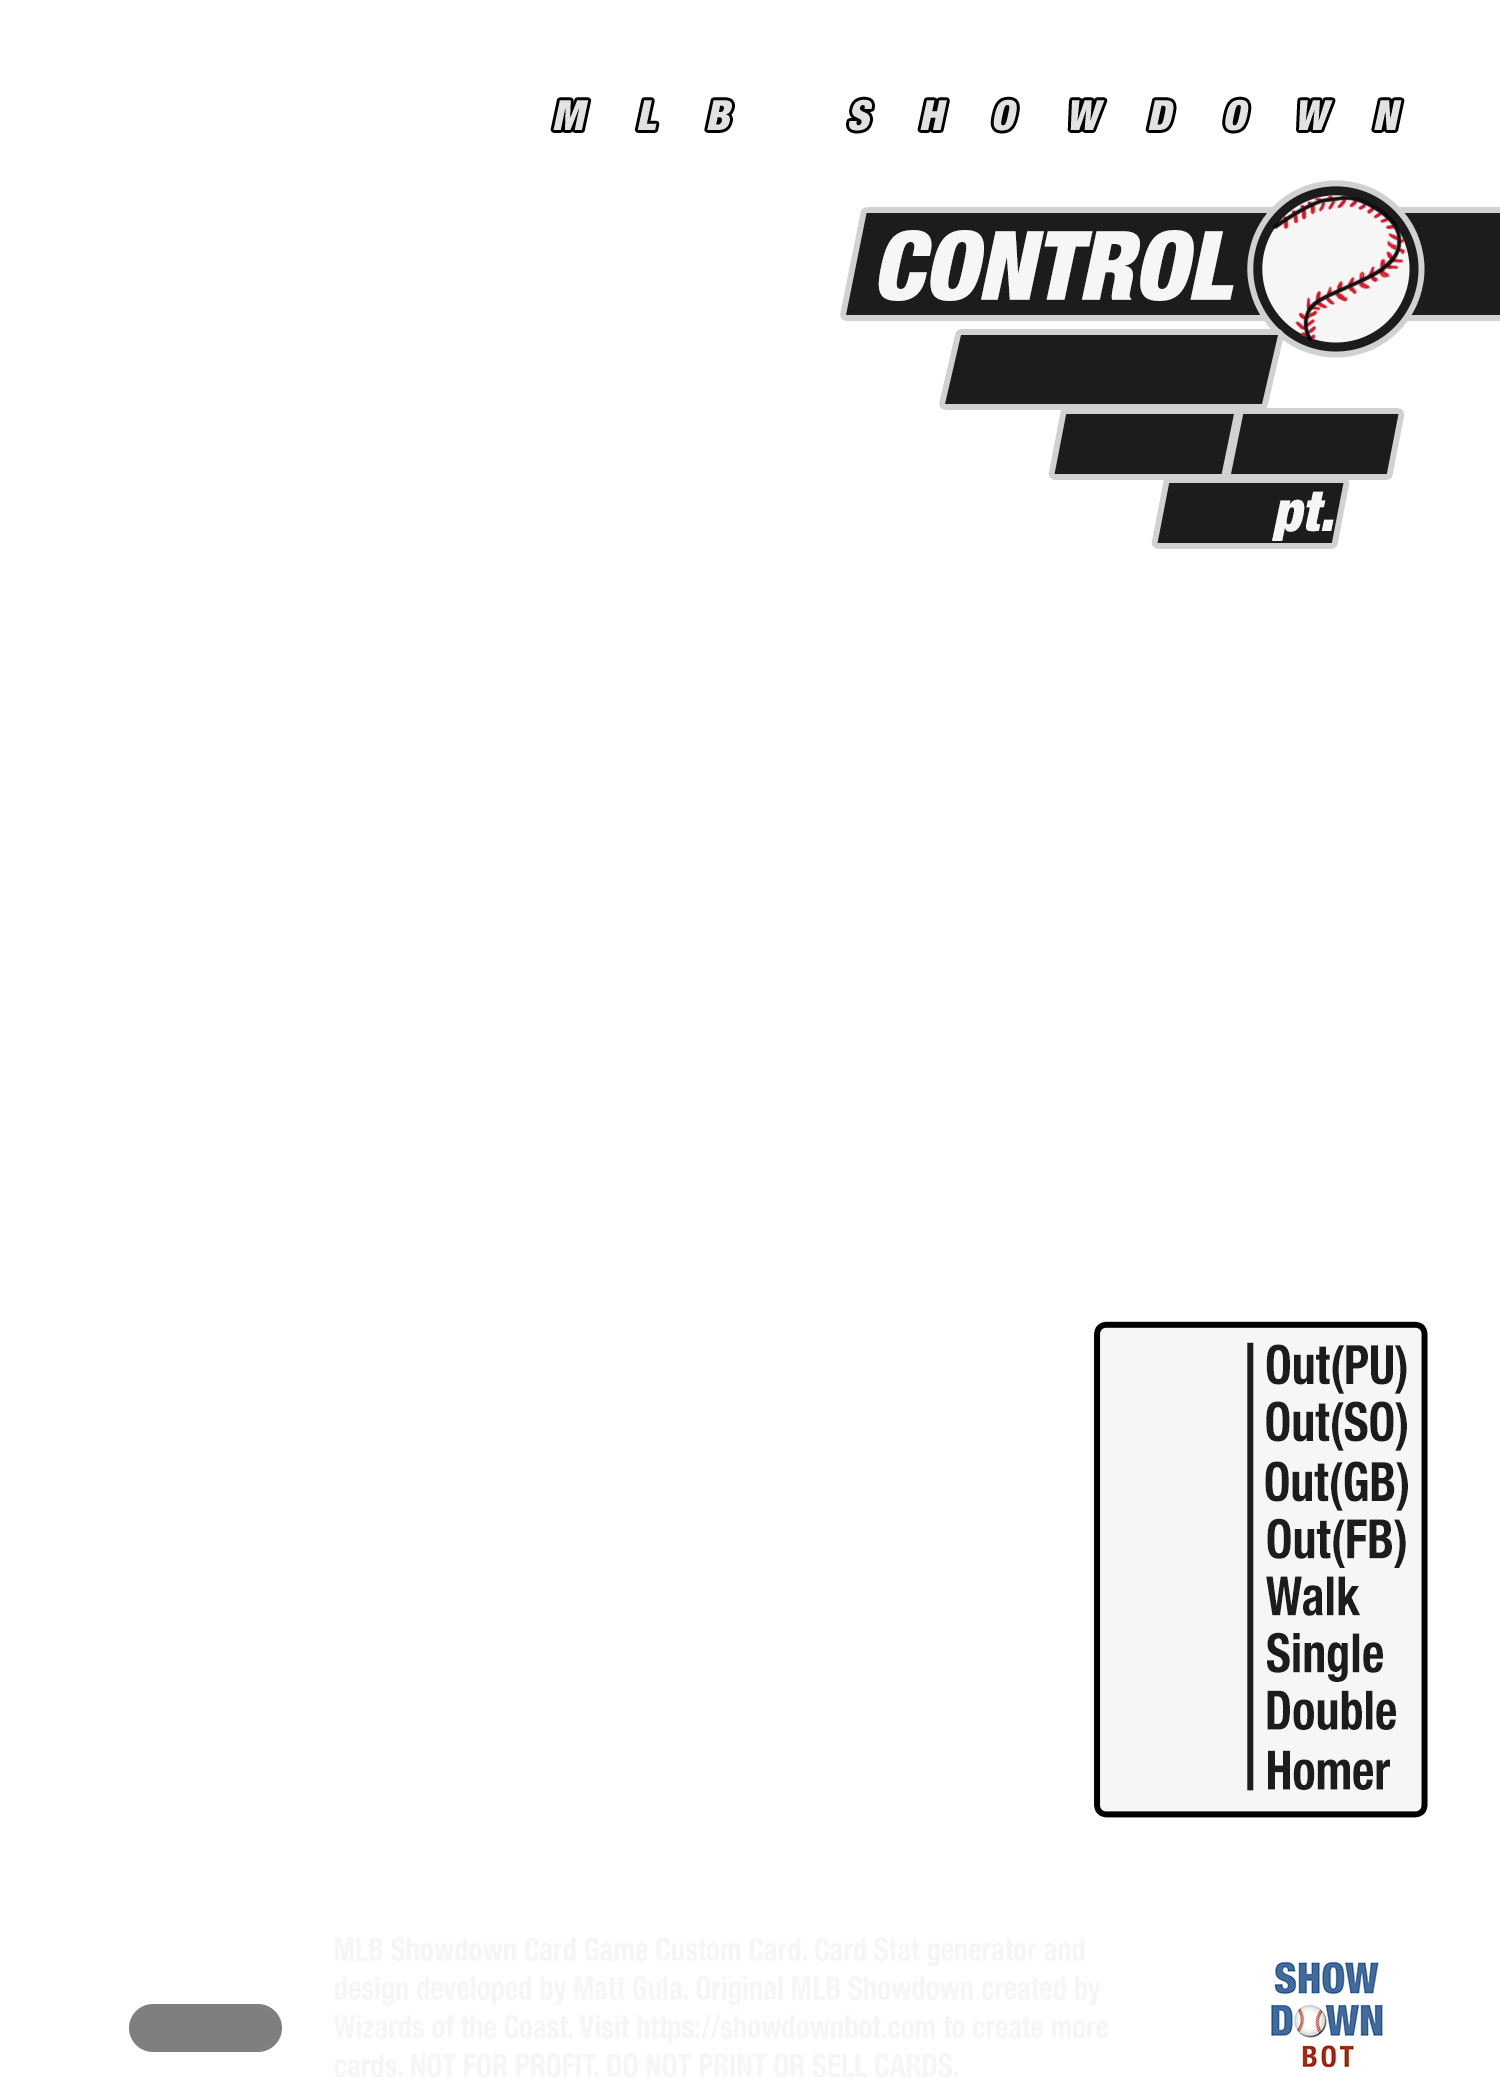 MLB SHOWDOWN
CONTROL
pt.
Out(PU)
Out(SO)
Out(GB)
Out(FB)
Walk
Single
Double
Homer
MLB Showdown Card Game Custom Card. Card Stat generator and
design developed by Matt Gula. Original MLB Showdown created by
Wizards of the Coast. Visit https://showdownbot.com to create more
cards. NOT FOR PROFIT. DO NOT PRINT OR SELL CARDS.
SHOW
DOWN
BOT